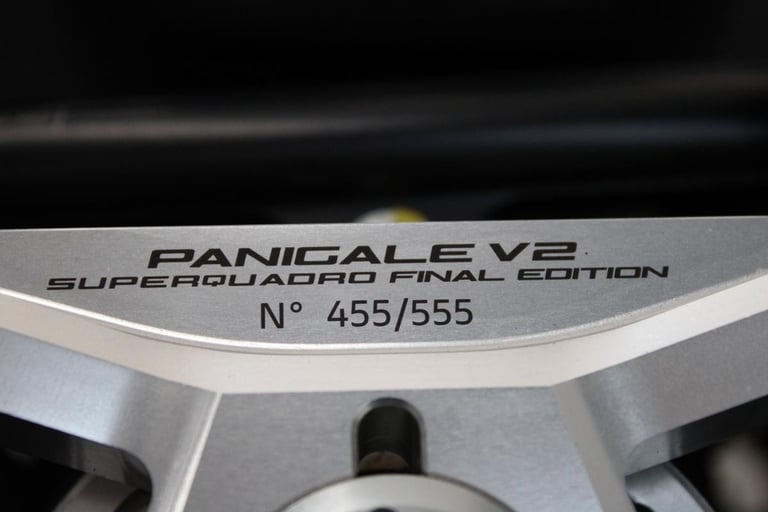 PANIGALE V2
SUPERQUADRO FINAL EDITION
N° 455/555